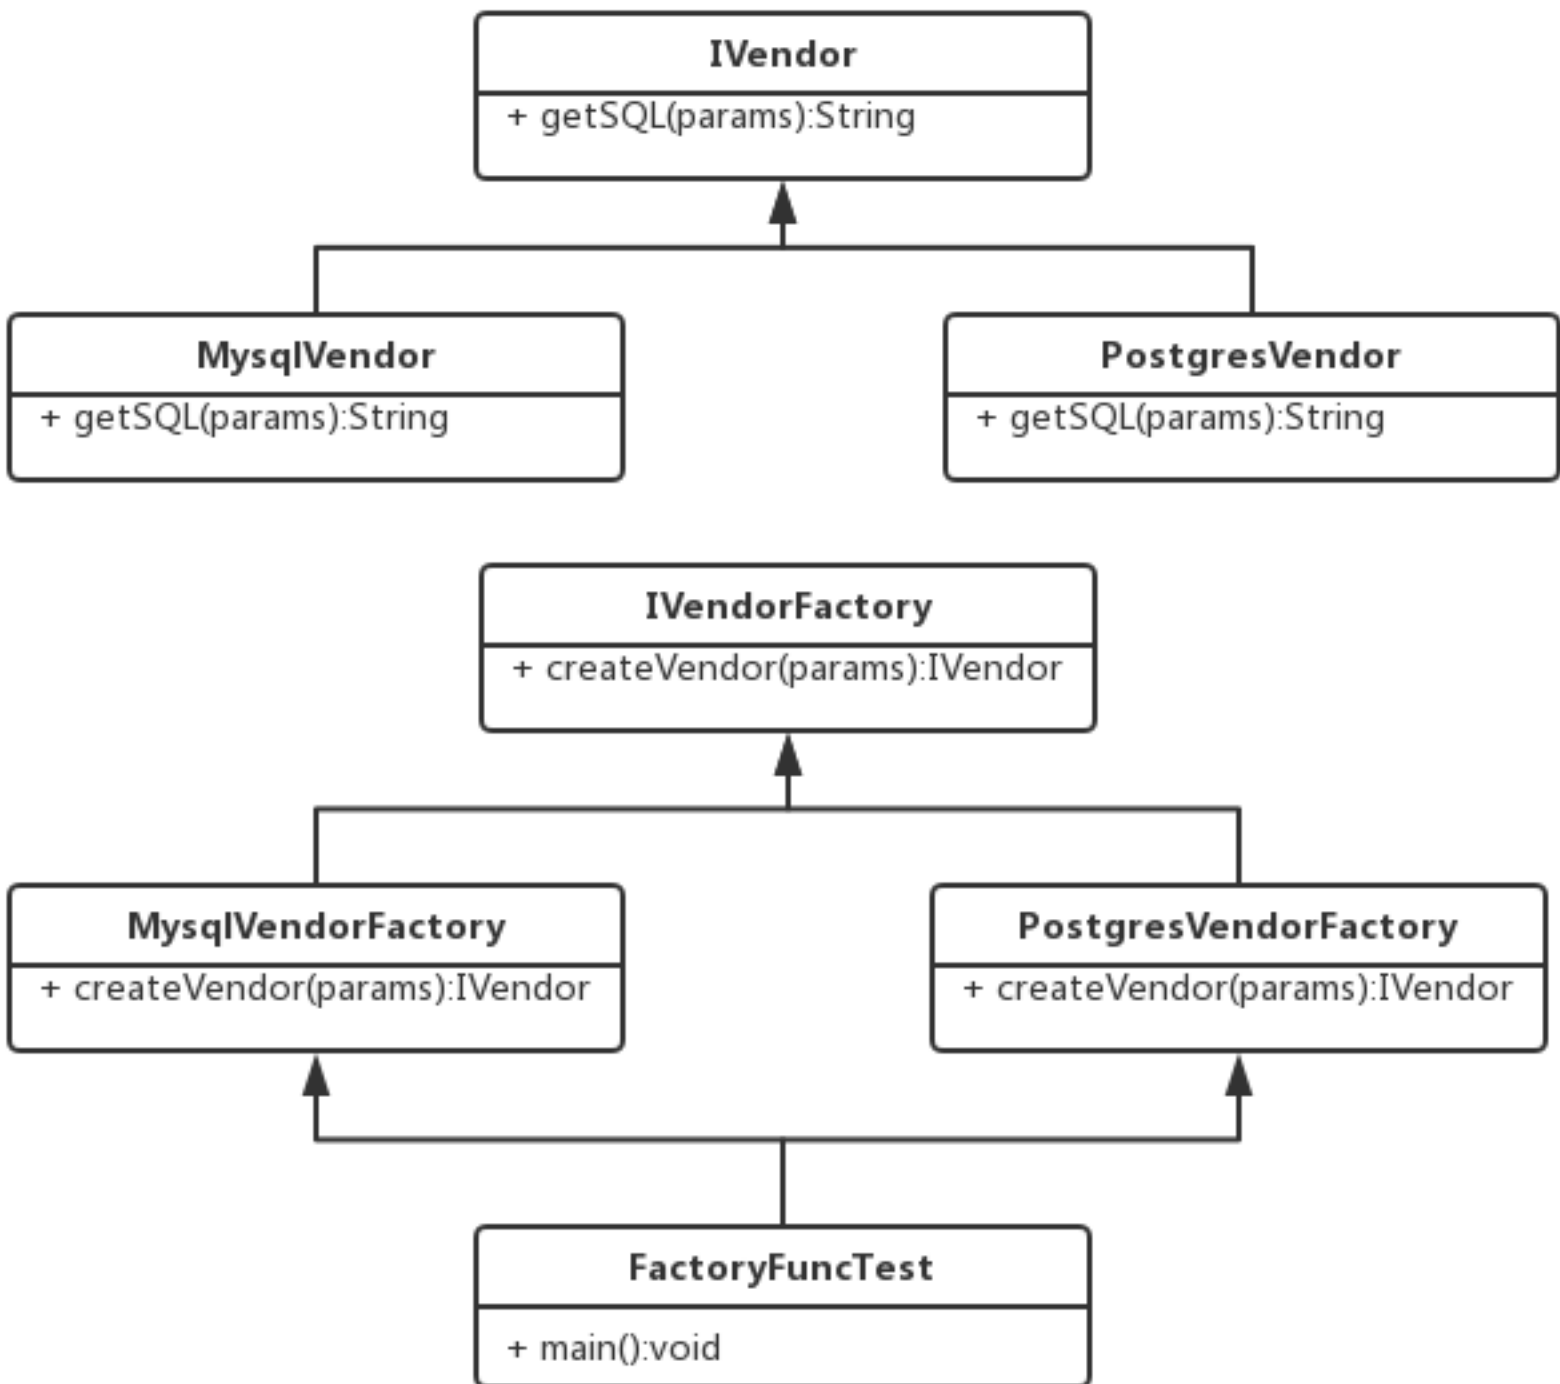 IVendor
+ getSQL(params):String
MysqlVendor
+ getSQL(params):String
PostgresVendor
+ getSQL(params):String
IVendorFactory
+ createVendor(params):IVendor
MysqlVendorFactory
+ createVendor(params):IVendor
PostgresVendorFactory
+ createVendor(params):IVendor
FactoryFuncTest
+ main():void